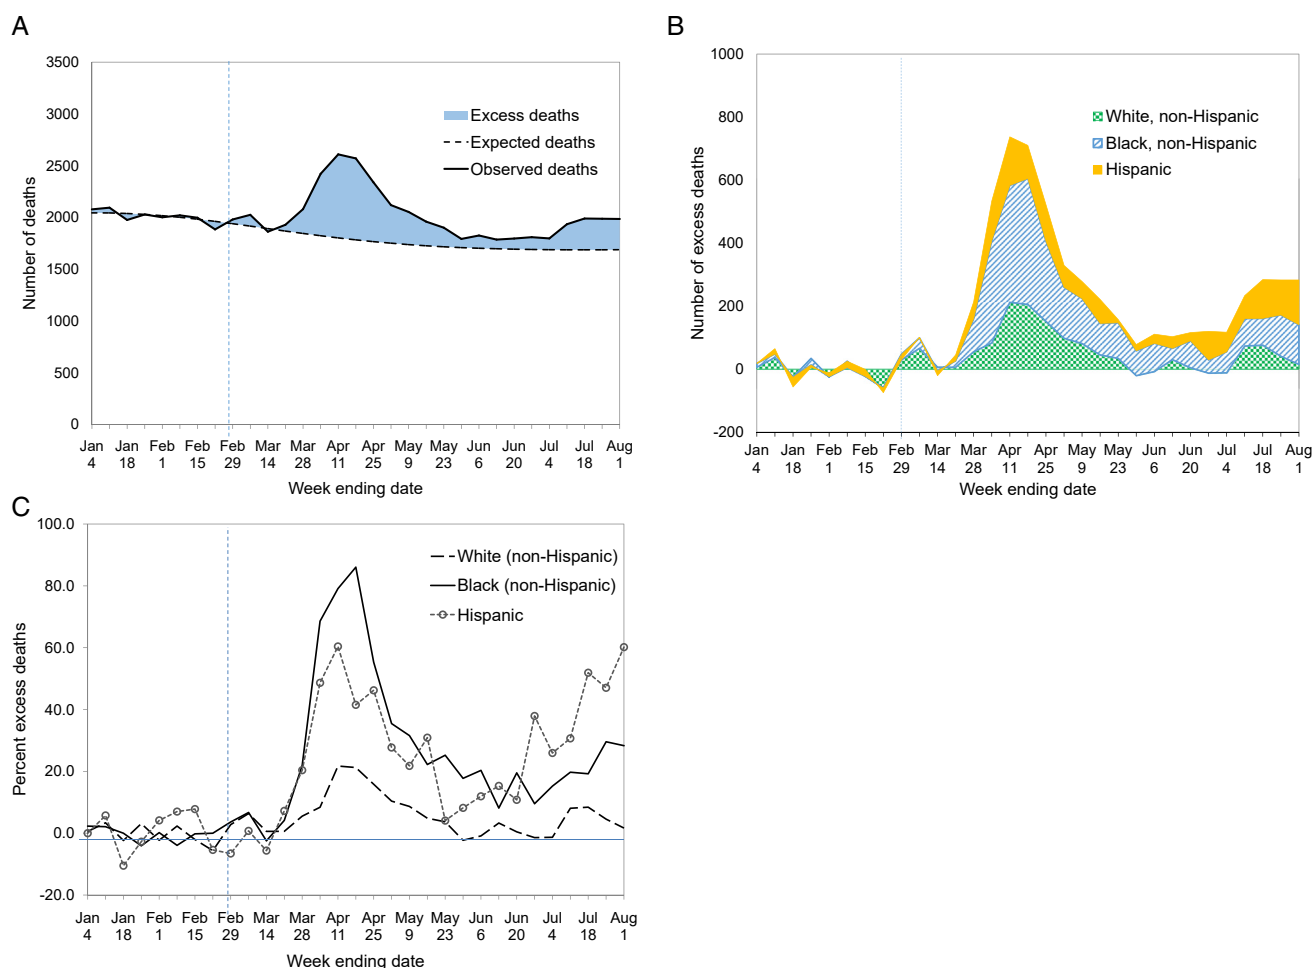 A
3500
3000
2500
2000
1500
1000
500
0
Number of deaths
Excess deaths
Expected deaths
Observed deaths
Jan Jan Feb Feb Feb Mar Mar Apr Apr May May Jun Jun Jul Jul Aug
4 18 1 15 29 14 28 11 25 9 23 6 20 4 18 1
Week ending date
B
1000
800
600
400
200
0
-200
Number of excess deaths
White, non-Hispanic
Black, non-Hispanic
Hispanic
Jan Jan Feb Feb Feb Mar Mar Apr Apr May May Jun Jun Jul Jul Aug
4 18 1 15 29 14 28 11 25 9 23 6 20 4 18 1
Week ending date
C
100.0
80.0
60.0
40.0
20.0
0.0
-20.0
Percent excess deaths
White (non-Hispanic)
Black (non-Hispanic)
Hispanic
Jan Jan Feb Feb Feb Mar Mar Apr Apr May May Jun Jun Jul Jul Aug
4 18 1 15 29 14 28 11 25 9 23 6 20 4 18 1
Week ending date